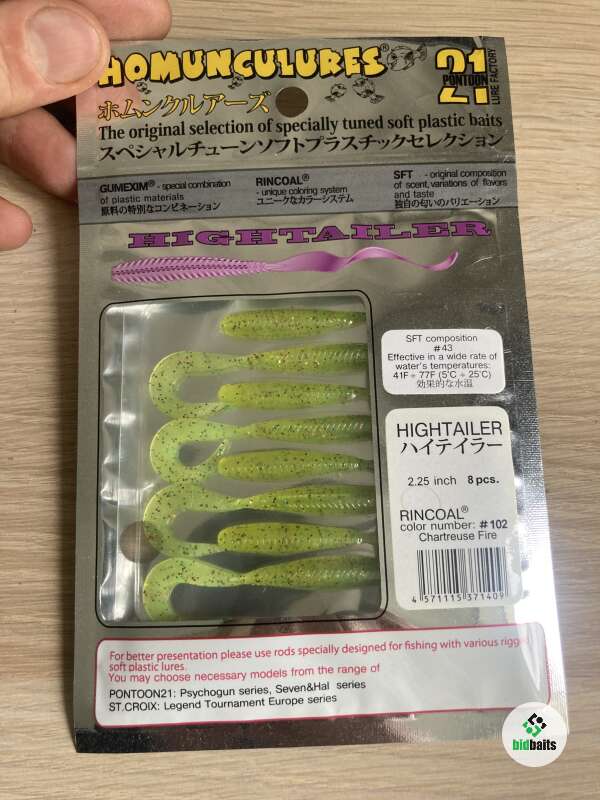 HOMUNCULURES®
ホムンクルアーズ
21
PONTOON
LURE FACTORY
The original selection of specially tuned soft plastic baits
スペシャルチューンソフトプラスチックセレクション
GUMEXIM® - special combination
of plastic materials
原料の特別なコンビネーション
RINCOAL®
- unique coloring system
ユニークなカラーシステム
SFT - original composition
of scent, variations of flavors
and taste
独自の匂いのバリエーション
HIGHTAILER
SFT composition
#43
Effective in a wide rate of
water's temperatures:
41F ÷ 77F (5°C ÷ 25°C)
効果的な水温
HIGHTAILER
ハイテイラー
2.25 inch 8 pcs.
RINCOAL®
color number: #102
Chartreuse Fire
4 571115 371409
For better presentation please use rods specially designed for fishing with various rigged
soft plastic lures.
You may choose necessary models from the range of
PONTOON21: Psychogun series, Seven&Hal series
ST.CROIX: Legend Tournament Europe series
bidbaits